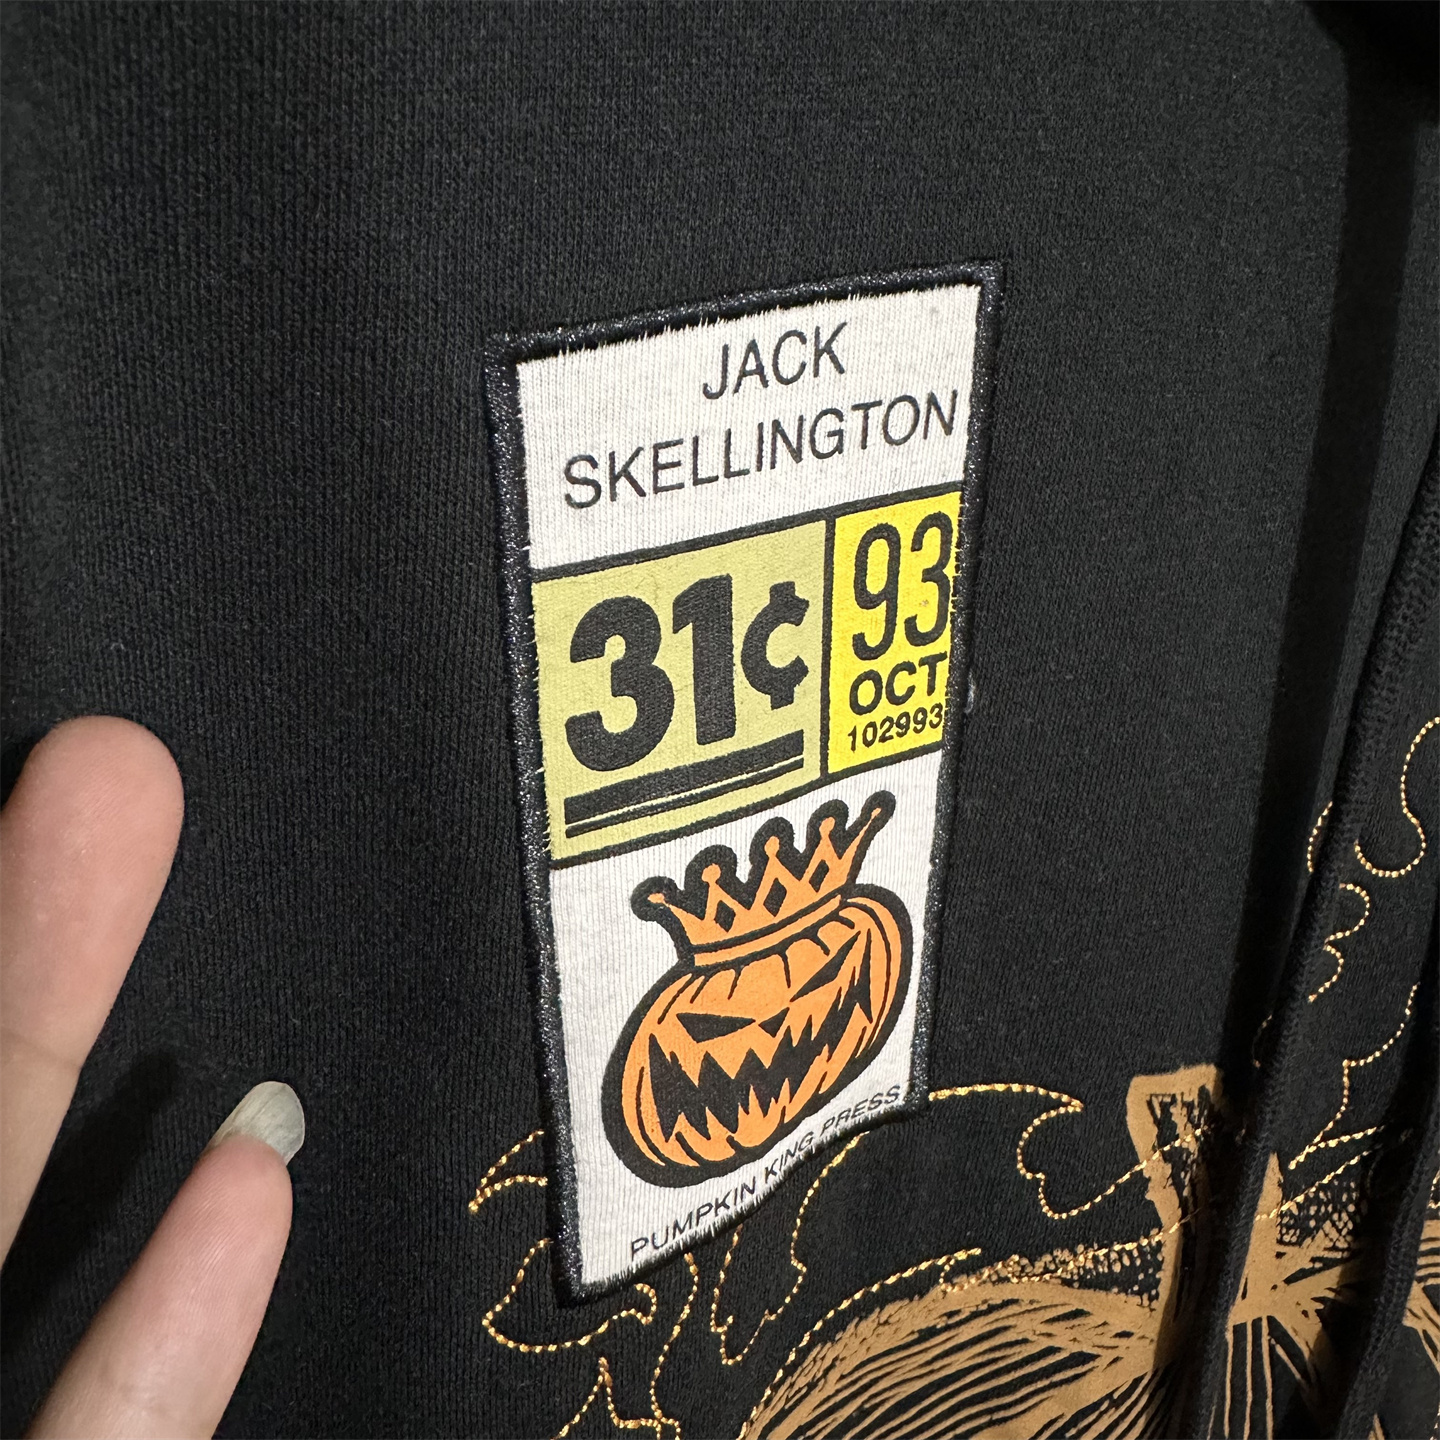 JACK
SKELLINGTON
31¢
93
OCT
102993
PUMPKIN KING PRESS